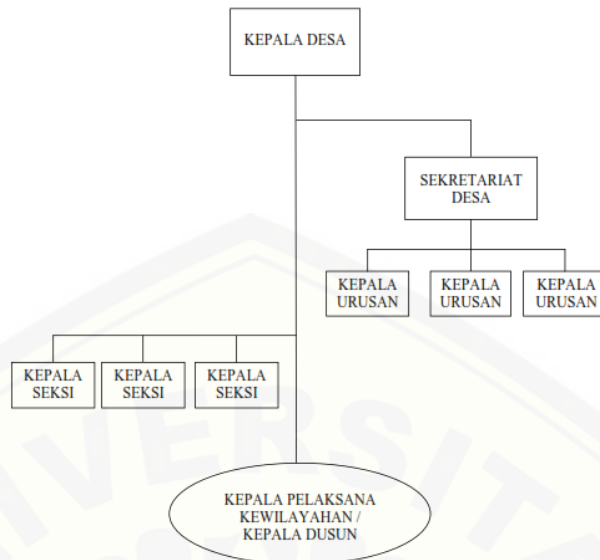 KEPALA DESA
SEKRETARIAT
DESA
KEPALA
URUSAN
KEPALA
URUSAN
KEPALA
URUSAN
KEPALA
SEKSI
KEPALA
SEKSI
KEPALA
SEKSI
KEPALA PELAKSANA
KEWILAYAHAN /
KEPALA DUSUN